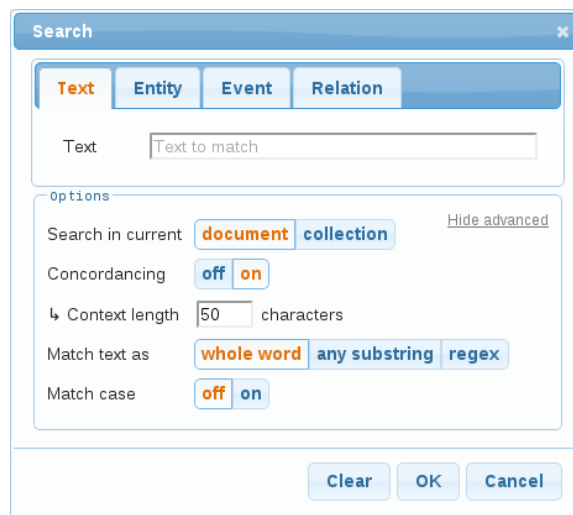 Search ×
Text Entity Event Relation
Text Text to match
Options
Hide advanced
Search in current document collection
Concordancing off on
↳ Context length 50 characters
Match text as whole word any substring regex
Match case off on
Clear OK Cancel